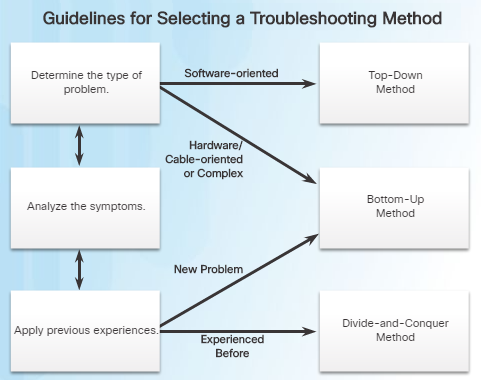 Guidelines for Selecting a Troubleshooting Method
Determine the type of
problem.
Software-oriented
Top-Down
Method
Hardware/
Cable-oriented
or Complex
Analyze the symptoms.
Bottom-Up
Method
New Problem
Apply previous experiences.
Experienced
Before
Divide-and-Conquer
Method